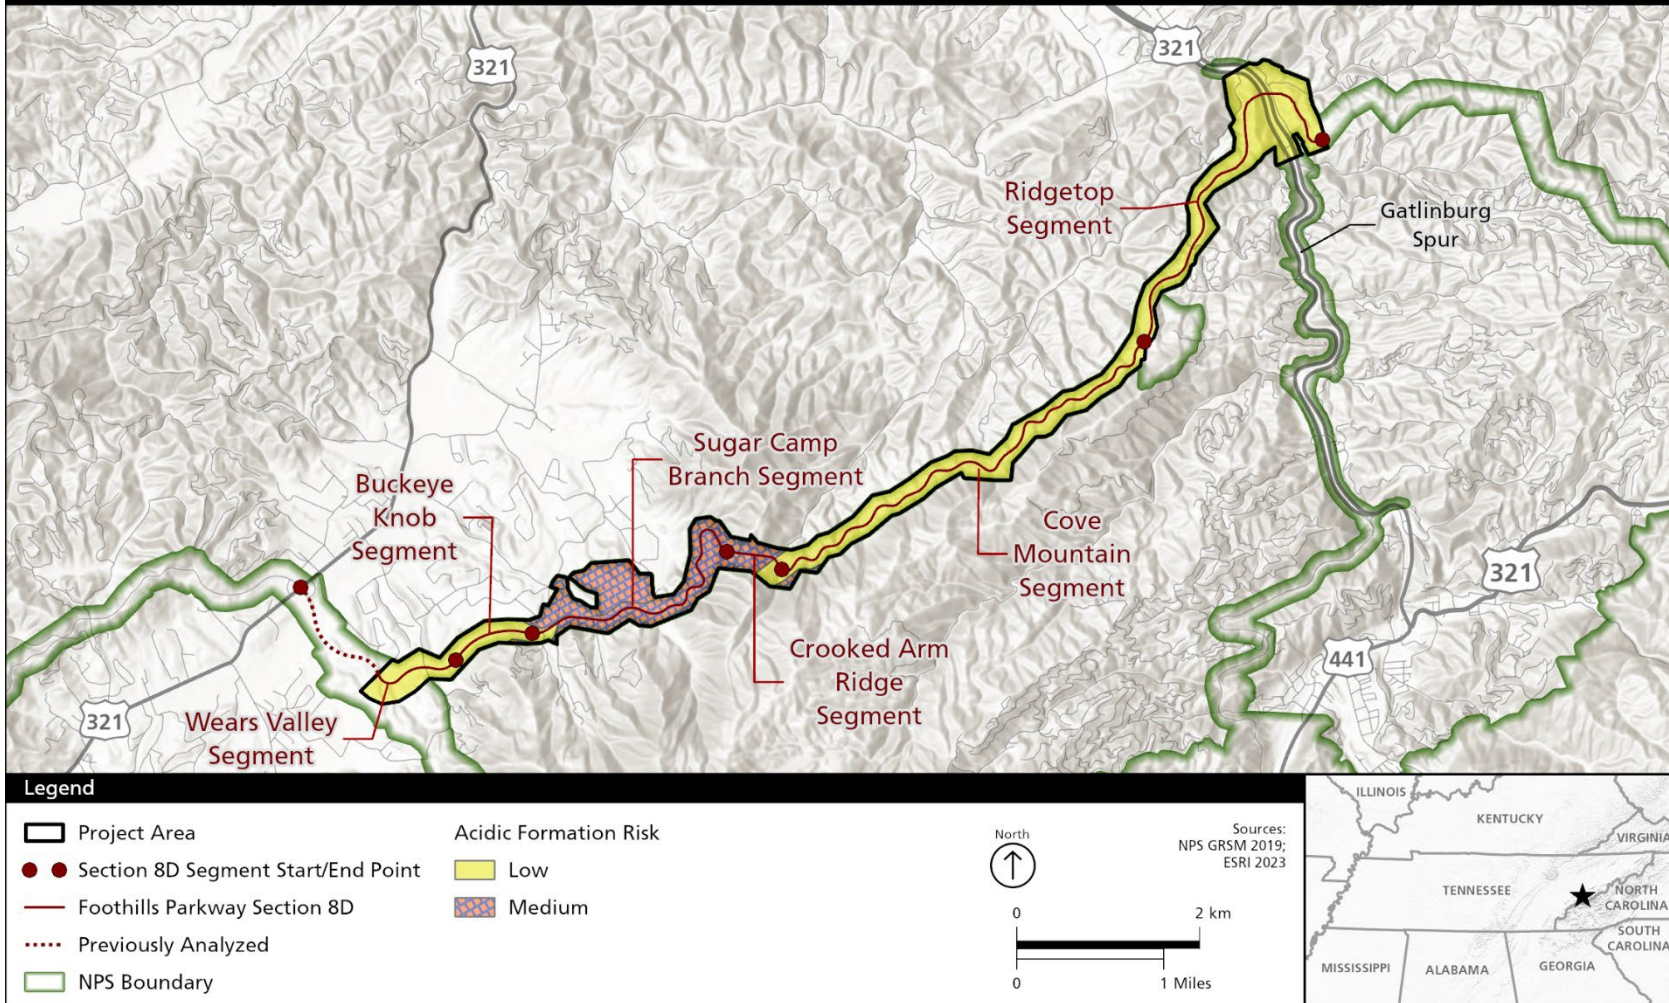 321
321
Ridgetop
Segment
Gatlinburg
Spur
Sugar Camp
Branch Segment
Buckeye
Knob
Segment
Cove
Mountain
Segment
321
Crooked Arm
Ridge
Segment
441
321
Wears Valley
Segment
Legend
Project Area
Section 8D Segment Start/End Point
Foothills Parkway Section 8D
Previously Analyzed
NPS Boundary
Acidic Formation Risk
Low
Medium
North
0
2 km
0
1 Miles
Sources:
NPS GRSM 2019;
ESRI 2023
ILLINOIS
KENTUCKY
VIRGINIA
TENNESSEE
NORTH
CAROLINA
SOUTH
CAROLINA
MISSISSIPPI
ALABAMA
GEORGIA